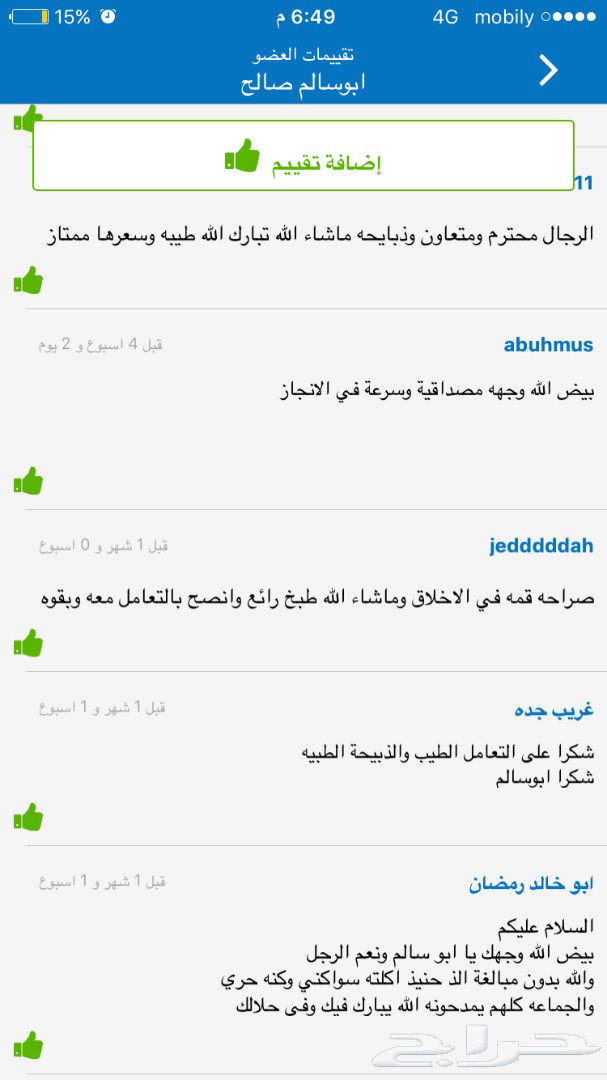 15% 6:49 م 4G mobily
تقييمات العضو
ابوسالم صالح
إضافة تقييم
11
الرجال محترم ومتعاون وذبايحه ماشاء الله تبارك الله طيبه وسعرها ممتاز
abuhmus قبل 4 اسبوع و 2 يوم
بيض الله وجهه مصداقية وسرعة في الانجاز
jedddddah قبل 1 شهر و 0 اسبوع
صراحه قمه في الاخلاق وماشاء الله طبخ رائع وانصح بالتعامل معه وبقوه
غريب جده قبل 1 شهر و 1 اسبوع
شكرا على التعامل الطيب والذبيحة الطبيه
شكرا ابوسالم
ابو خالد رمضان قبل 1 شهر و 1 اسبوع
السلام عليكم
بيض الله وجهك يا ابو سالم ونعم الرجل
والله بدون مبالغة الذ حنيذ اكلته سواكني وكنه حري
والجماعه كلهم يمدحونه الله يبارك فيك وفى حلالك
حراج